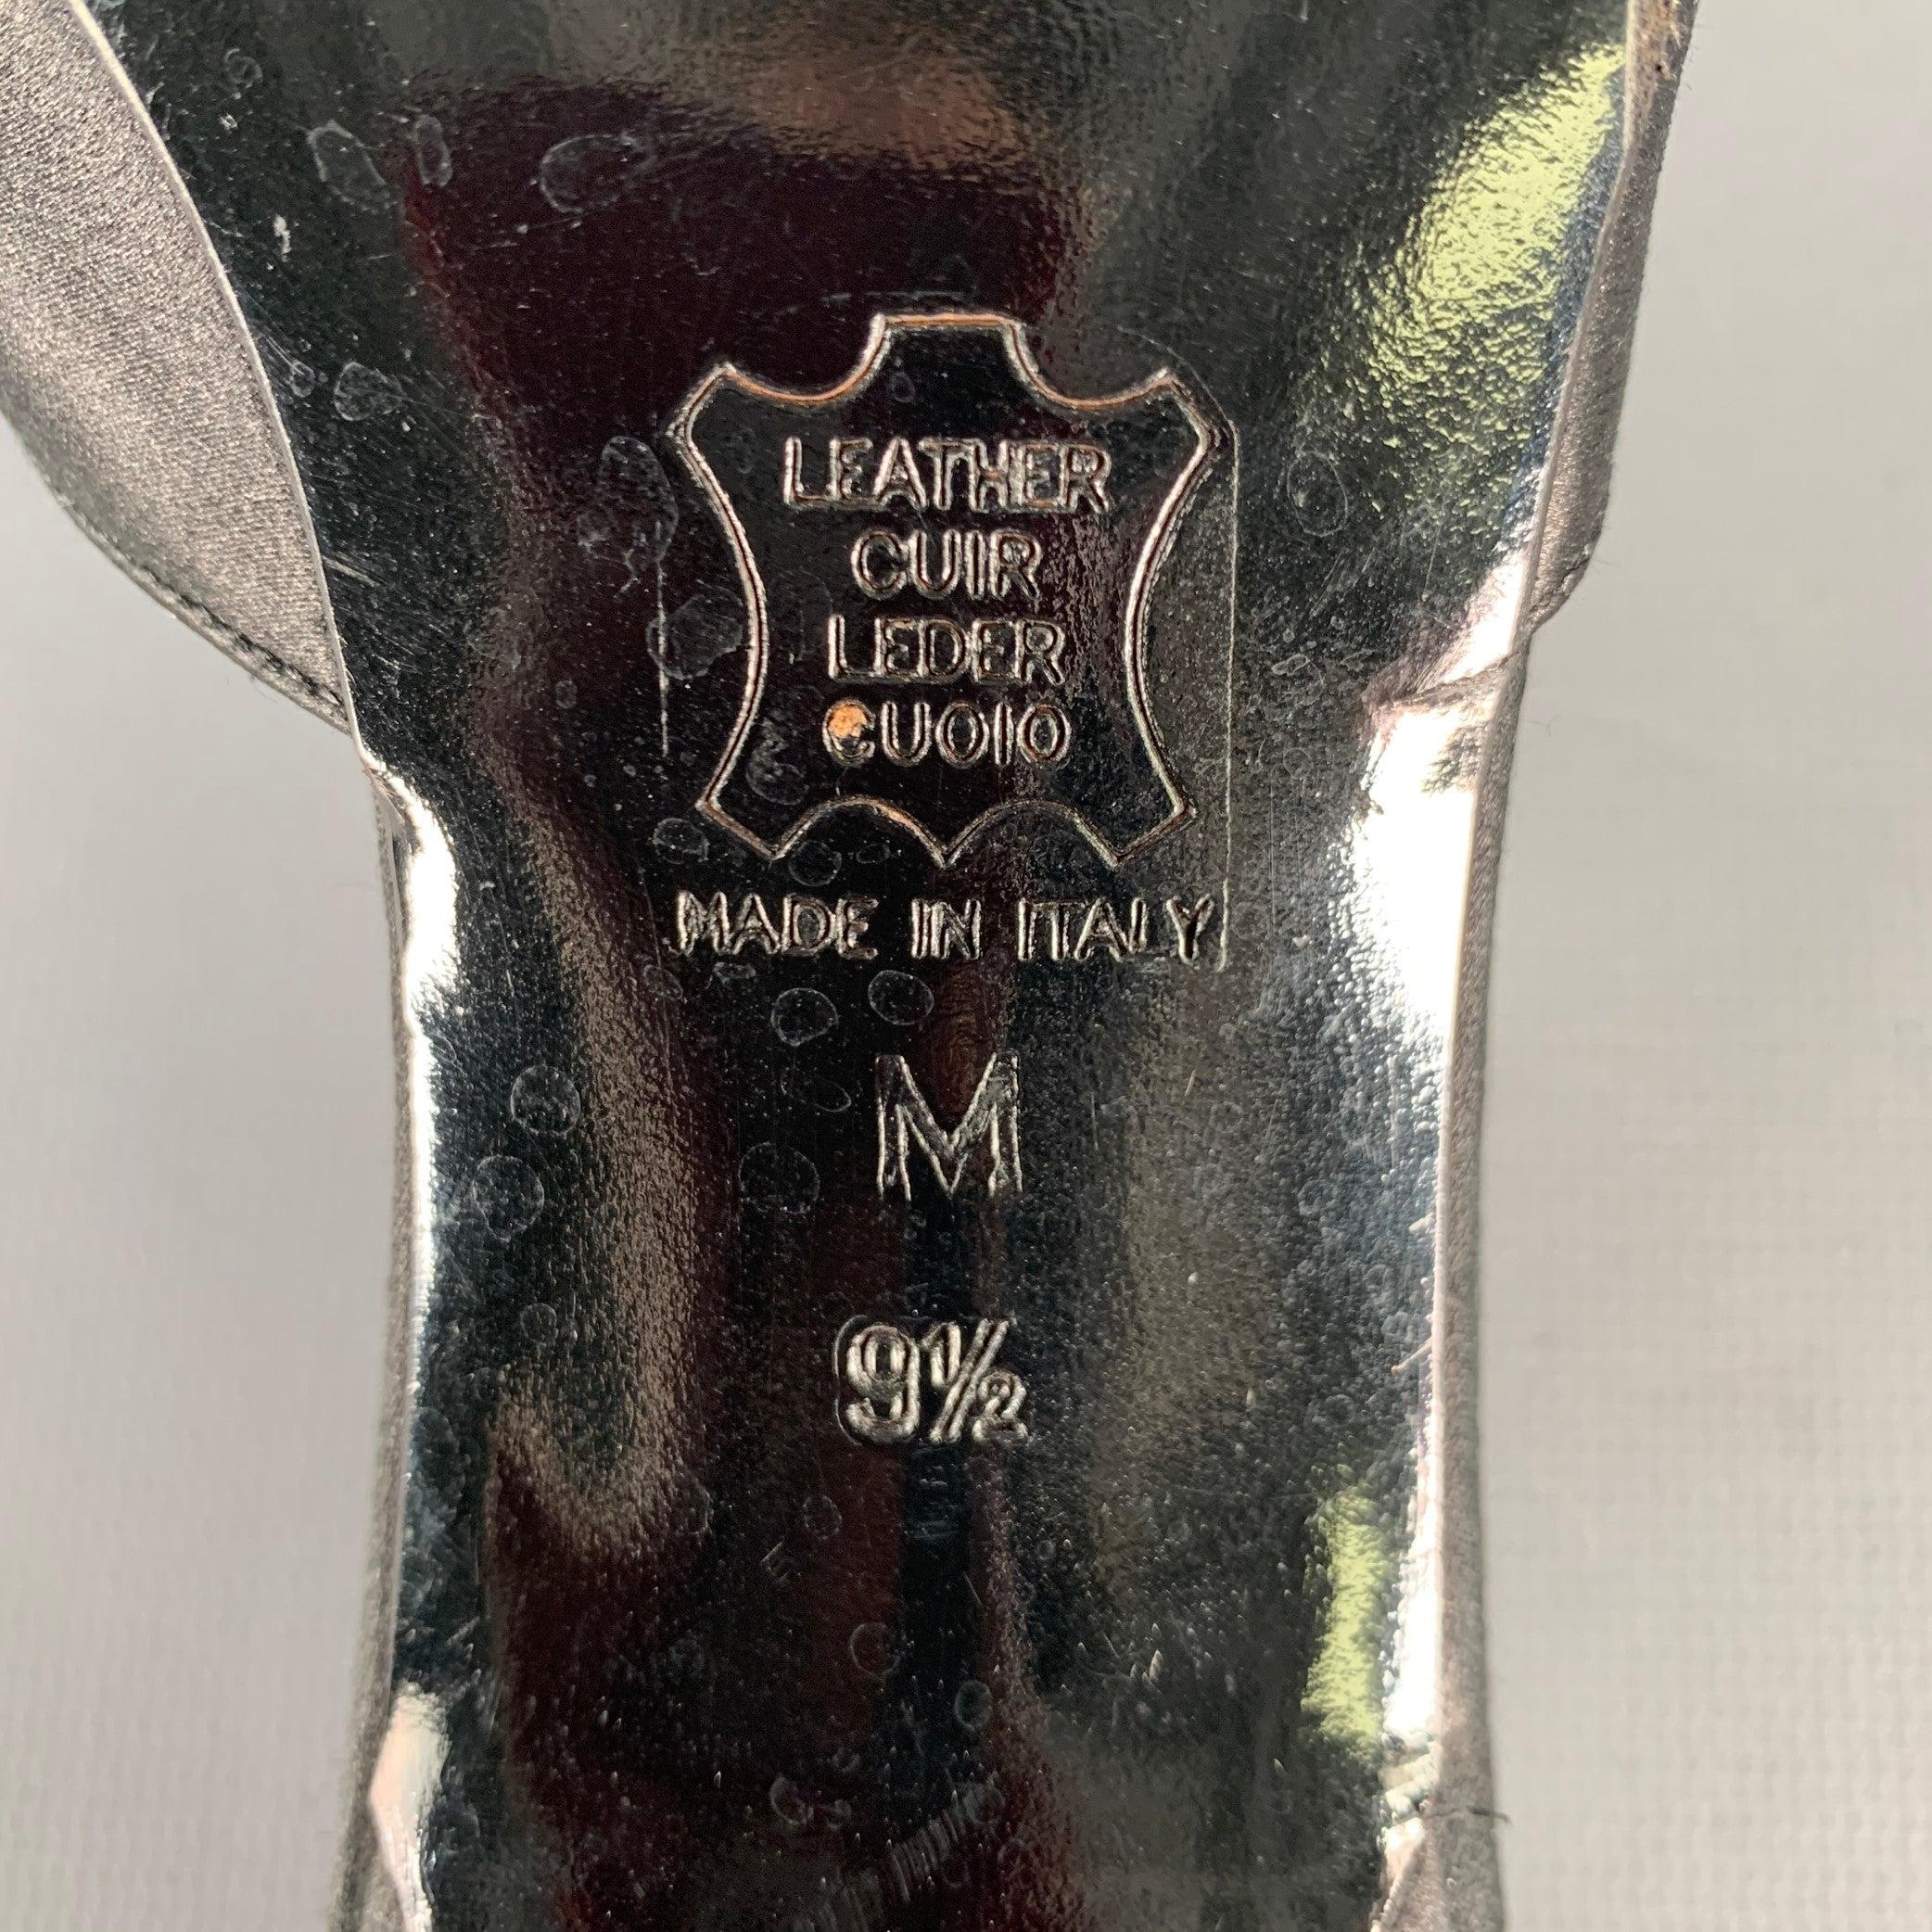 LEATHER
CUIR
LEDER
CUOIO
MADE IN ITALY
M
9½